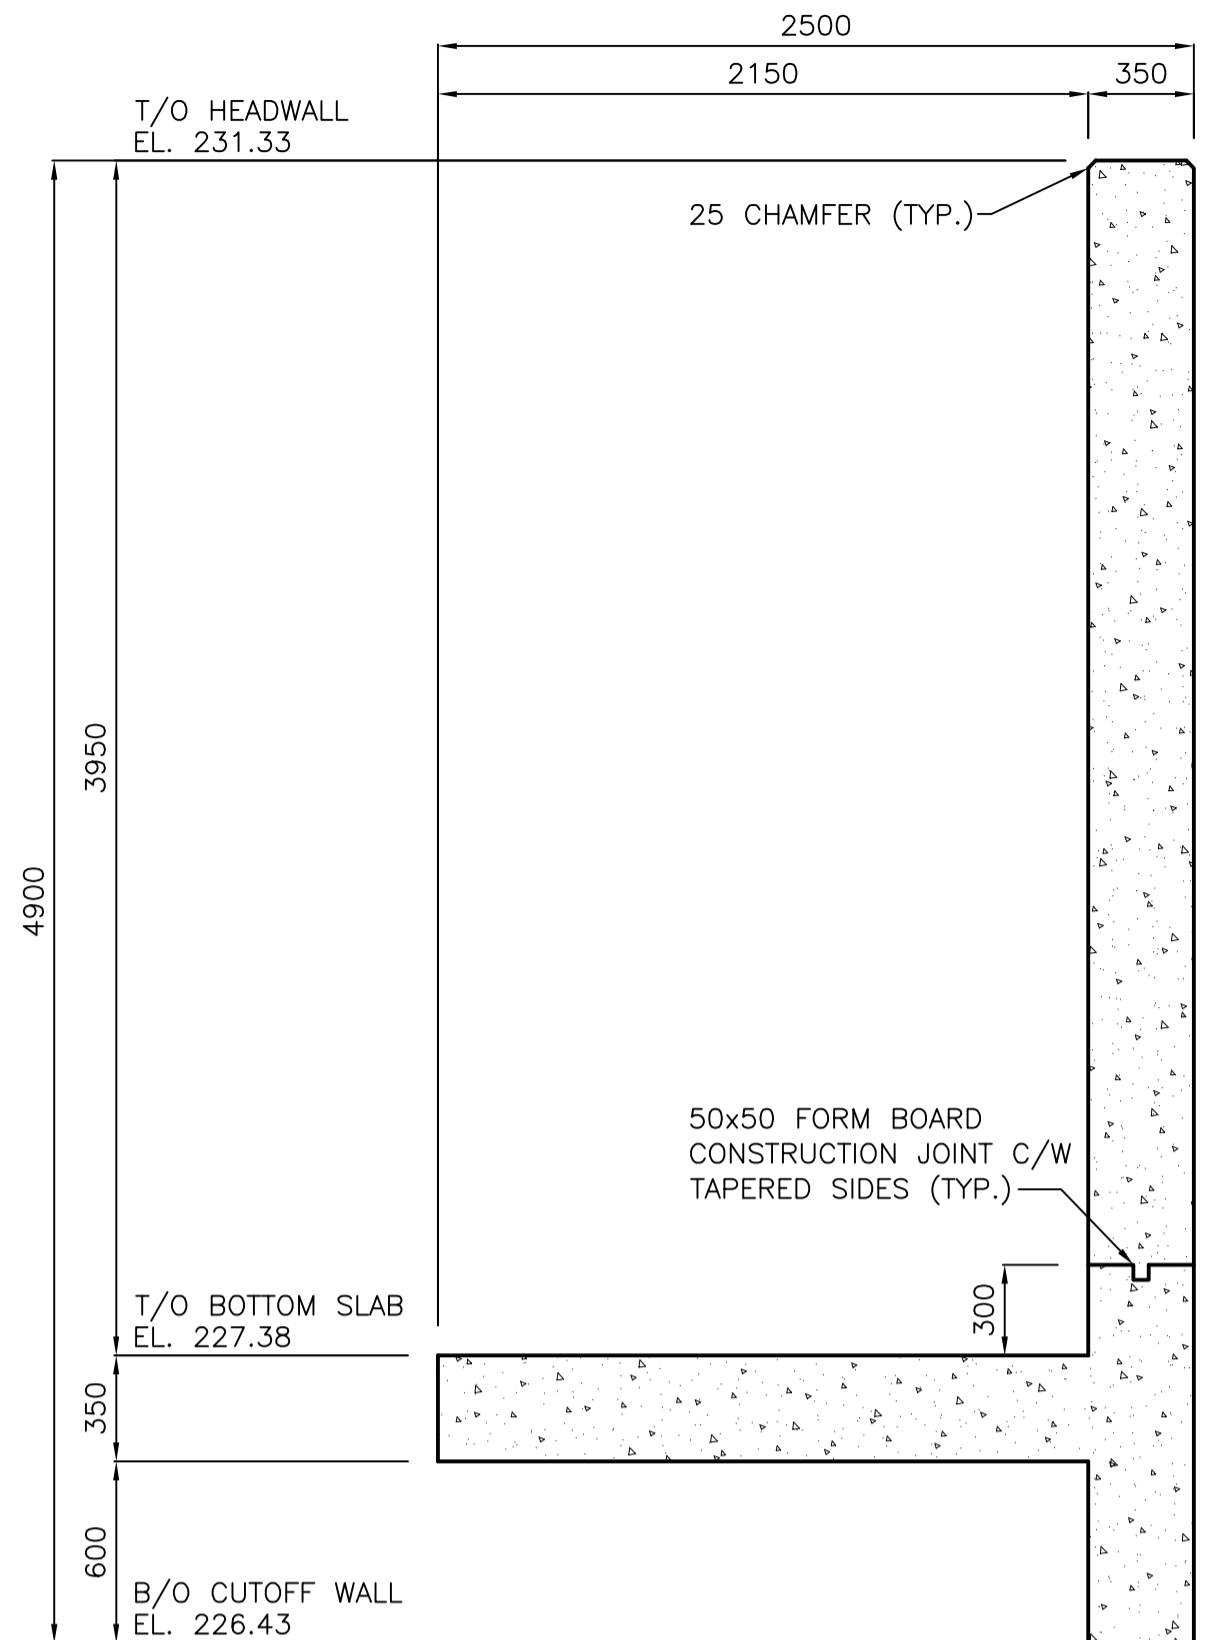 2500
2150
350
T/O HEADWALL
EL. 231.33
25 CHAMFER (TYP.)
3950
4900
50x50 FORM BOARD
CONSTRUCTION JOINT C/W
TAPERED SIDES (TYP.)
300
T/O BOTTOM SLAB
EL. 227.38
350
600
B/O CUTOFF WALL
EL. 226.43